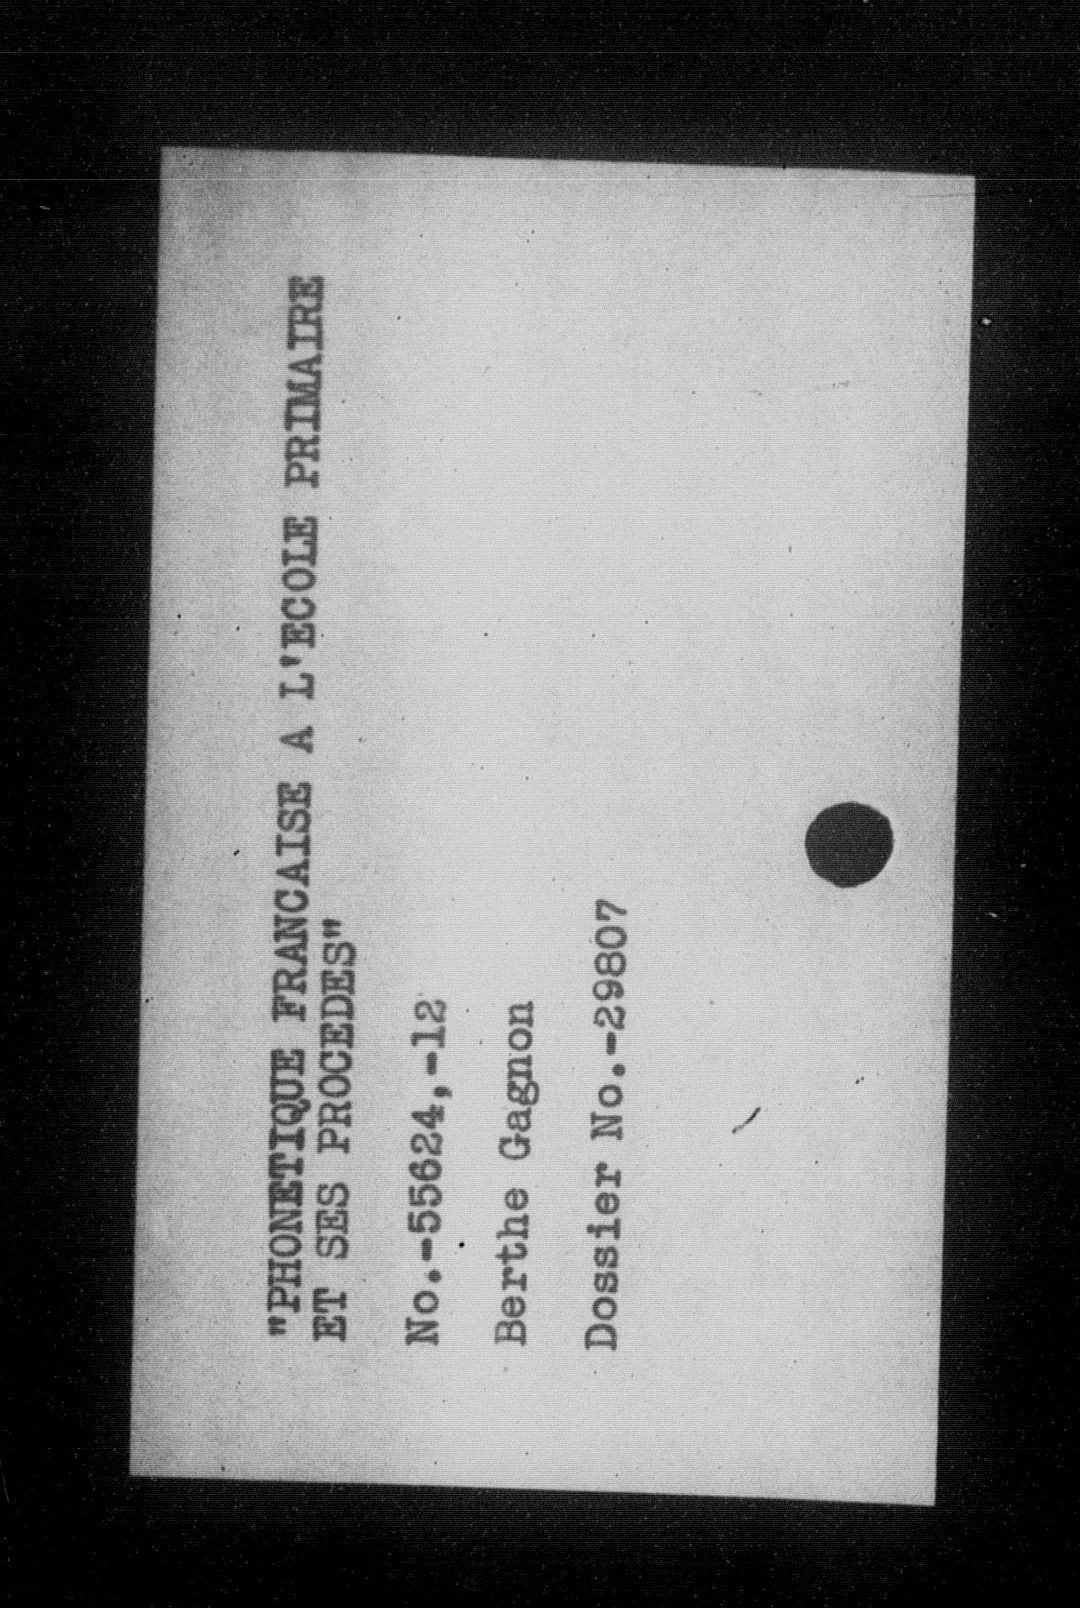 "PHONETIQUE FRANCAISE A L'ECOLE PRIMAIRE
ET SES PROCEDES"
No.-55624,-12
Berthe Gagnon
Dossier No.-29807